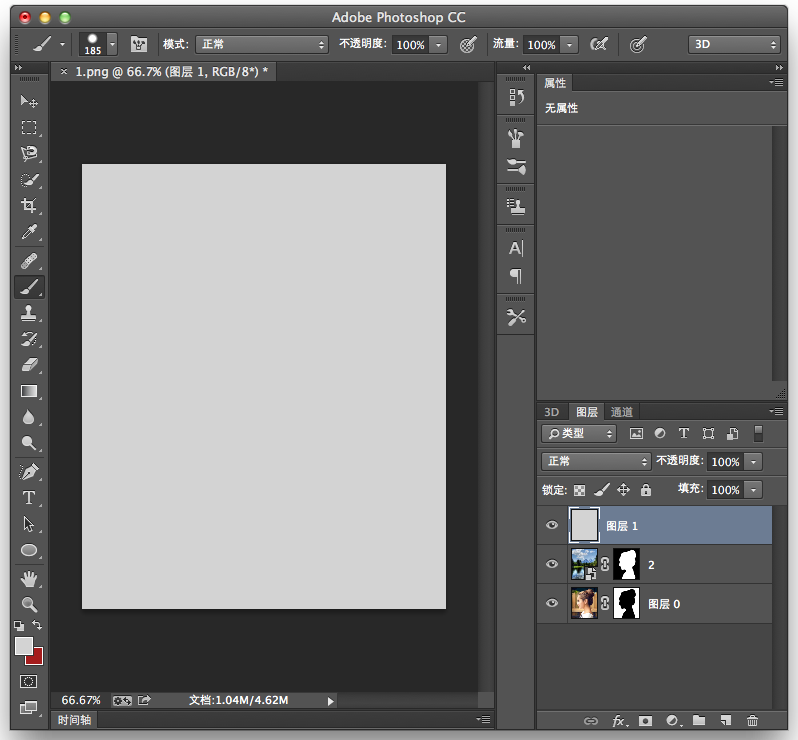 Adobe Photoshop CC
185 模式: 正常 不透明度: 100% 流量: 100% 3D
× 1.png @ 66.7% (图层 1, RGB/8*) *
属性
无属性
A|
T
3D 图层 通道
类型 T
正常 不透明度: 100%
锁定: 填充: 100%
图层 1
2
图层 0
66.67% 文档:1.04M/4.62M
时间轴 fx